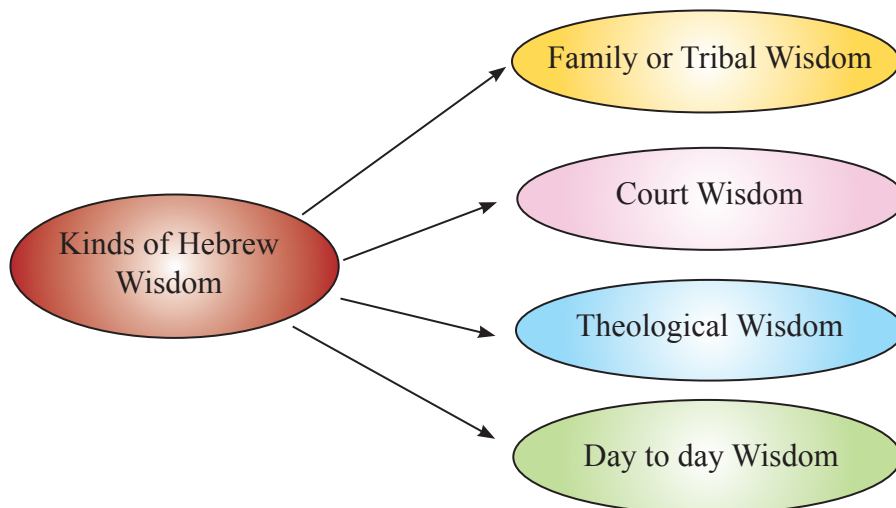 Kinds of Hebrew
Wisdom
Family or Tribal Wisdom
Court Wisdom
Theological Wisdom
Day to day Wisdom